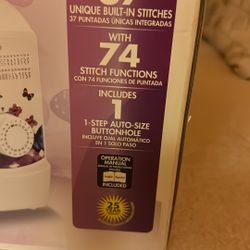 UNIQUE BUILT-IN STITCHES
37 PUNTADAS ÚNICAS INTEGRADAS
WITH
74
STITCH FUNCTIONS
CON 74 FUNCIONES DE PUNTADA
INCLUDES
1
1-STEP AUTO-SIZE
BUTTONHOLE
INCLUYE OJAL AUTOMÁTICO
EN 1 SOLO PASO
OPERATION
MANUAL
INCLUDED
25